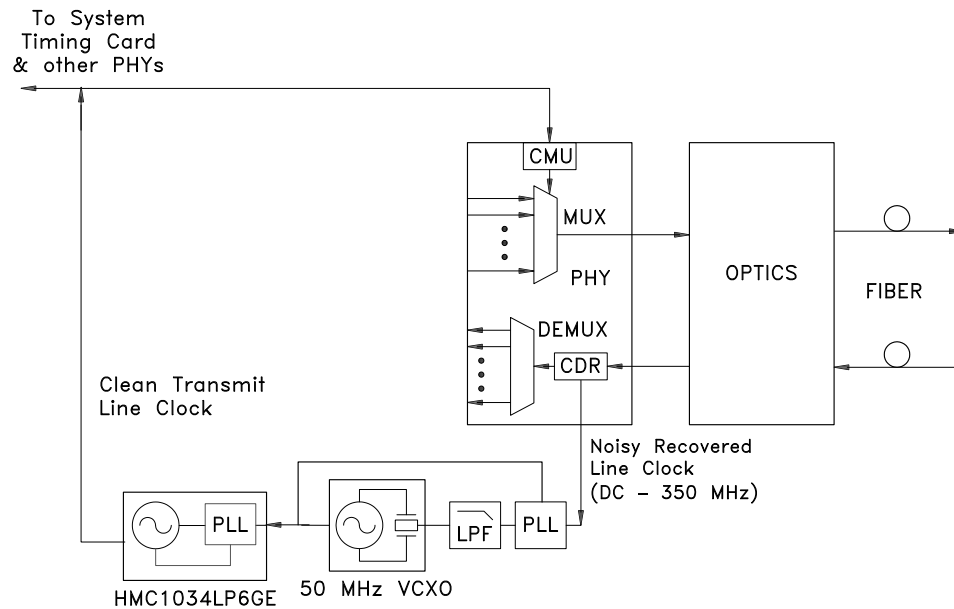 To System
Timing Card
& other PHYs
CMU
MUX
PHY
OPTICS
FIBER
DEMUX
CDR
Clean Transmit
Line Clock
Noisy Recovered
Line Clock
(DC - 350 MHz)
PLL
LPF
PLL
50 MHz VCXO
HMC1034LP6GE